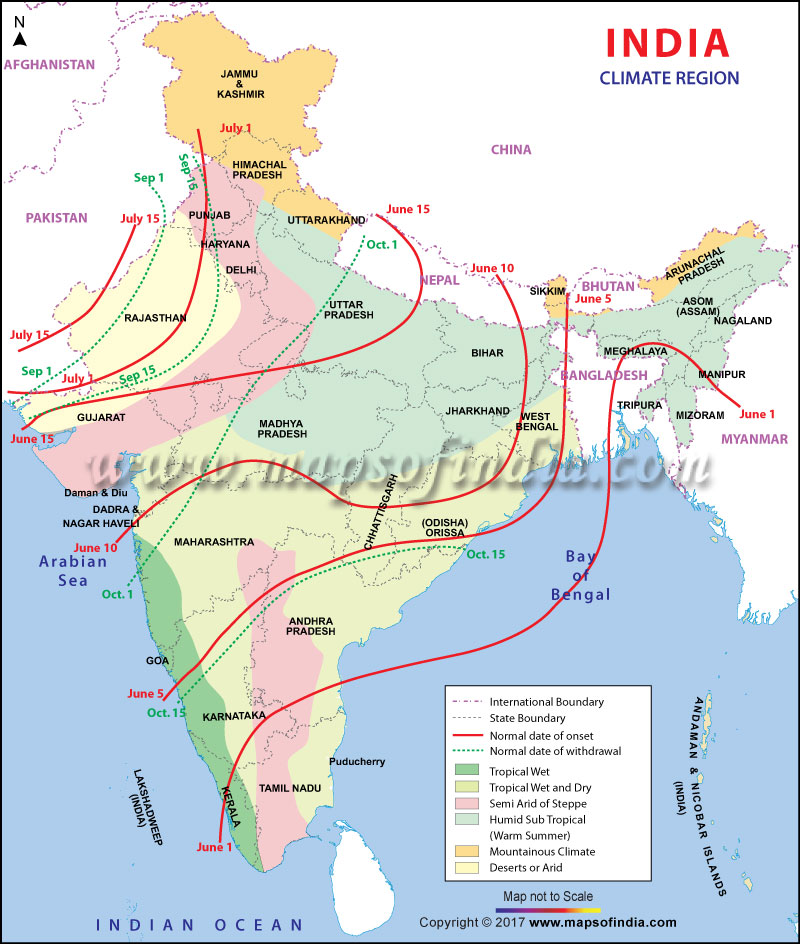 N
INDIA
CLIMATE REGION
AFGHANISTAN
JAMMU
&
KASHMIR
July 1
CHINA
Sep 16
HIMACHAL
PRADESH
Sep 1
PAKISTAN
July 15
PUNJAB
UTTARAKHAND
June 15
HARYANA
Oct. 1
DELHI
NEPAL
June 10
SIKKIM
BHUTAN
June 5
ARUNACHAL
PRADESH
ASOM
(ASSAM)
NAGALAND
RAJASTHAN
UTTAR
PRADESH
July 15
BIHAR
MEGHALAYA
Sep 1
July 1
Sep 15
BANGLADESH
MANIPUR
GUJARAT
JHARKHAND
WEST
BENGAL
TRIPURA
MIZORAM
June 1
June 15
MADHYA
PRADESH
MYANMAR
www.mapsofindia.com
Daman & Diu
DADRA &
NAGAR HAVELI
CHHATTISGARH
(ODISHA)
ORISSA
June 10
MAHARASHTRA
Arabian
Sea
Oct. 15
Bay
of
Bengal
Oct. 1
ANDHRA
PRADESH
GOA
June 5
Oct. 15
KARNATAKA
Puducherry
LAKSHADWEEP
(INDIA)
KERALA
TAMIL NADU
June 1
ANDAMAN & NICOBAR ISLANDS
(INDIA)
International Boundary
State Boundary
Normal date of onset
Normal date of withdrawal
Tropical Wet
Tropical Wet and Dry
Semi Arid of Steppe
Humid Sub Tropical
(Warm Summer)
Mountainous Climate
Deserts or Arid
Map not to Scale
Copyright © 2017 www.mapsofindia.com
INDIAN OCEAN